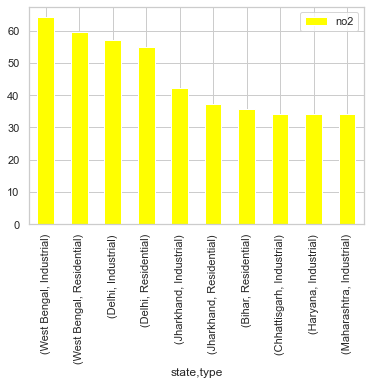 no2
60
50
40
30
20
10
0
(West Bengal, Industrial)
(West Bengal, Residential)
(Delhi, Industrial)
(Delhi, Residential)
(Jharkhand, Industrial)
(Jharkhand, Residential)
(Bihar, Residential)
(Chhattisgarh, Industrial)
(Haryana, Industrial)
(Maharashtra, Industrial)
state,type